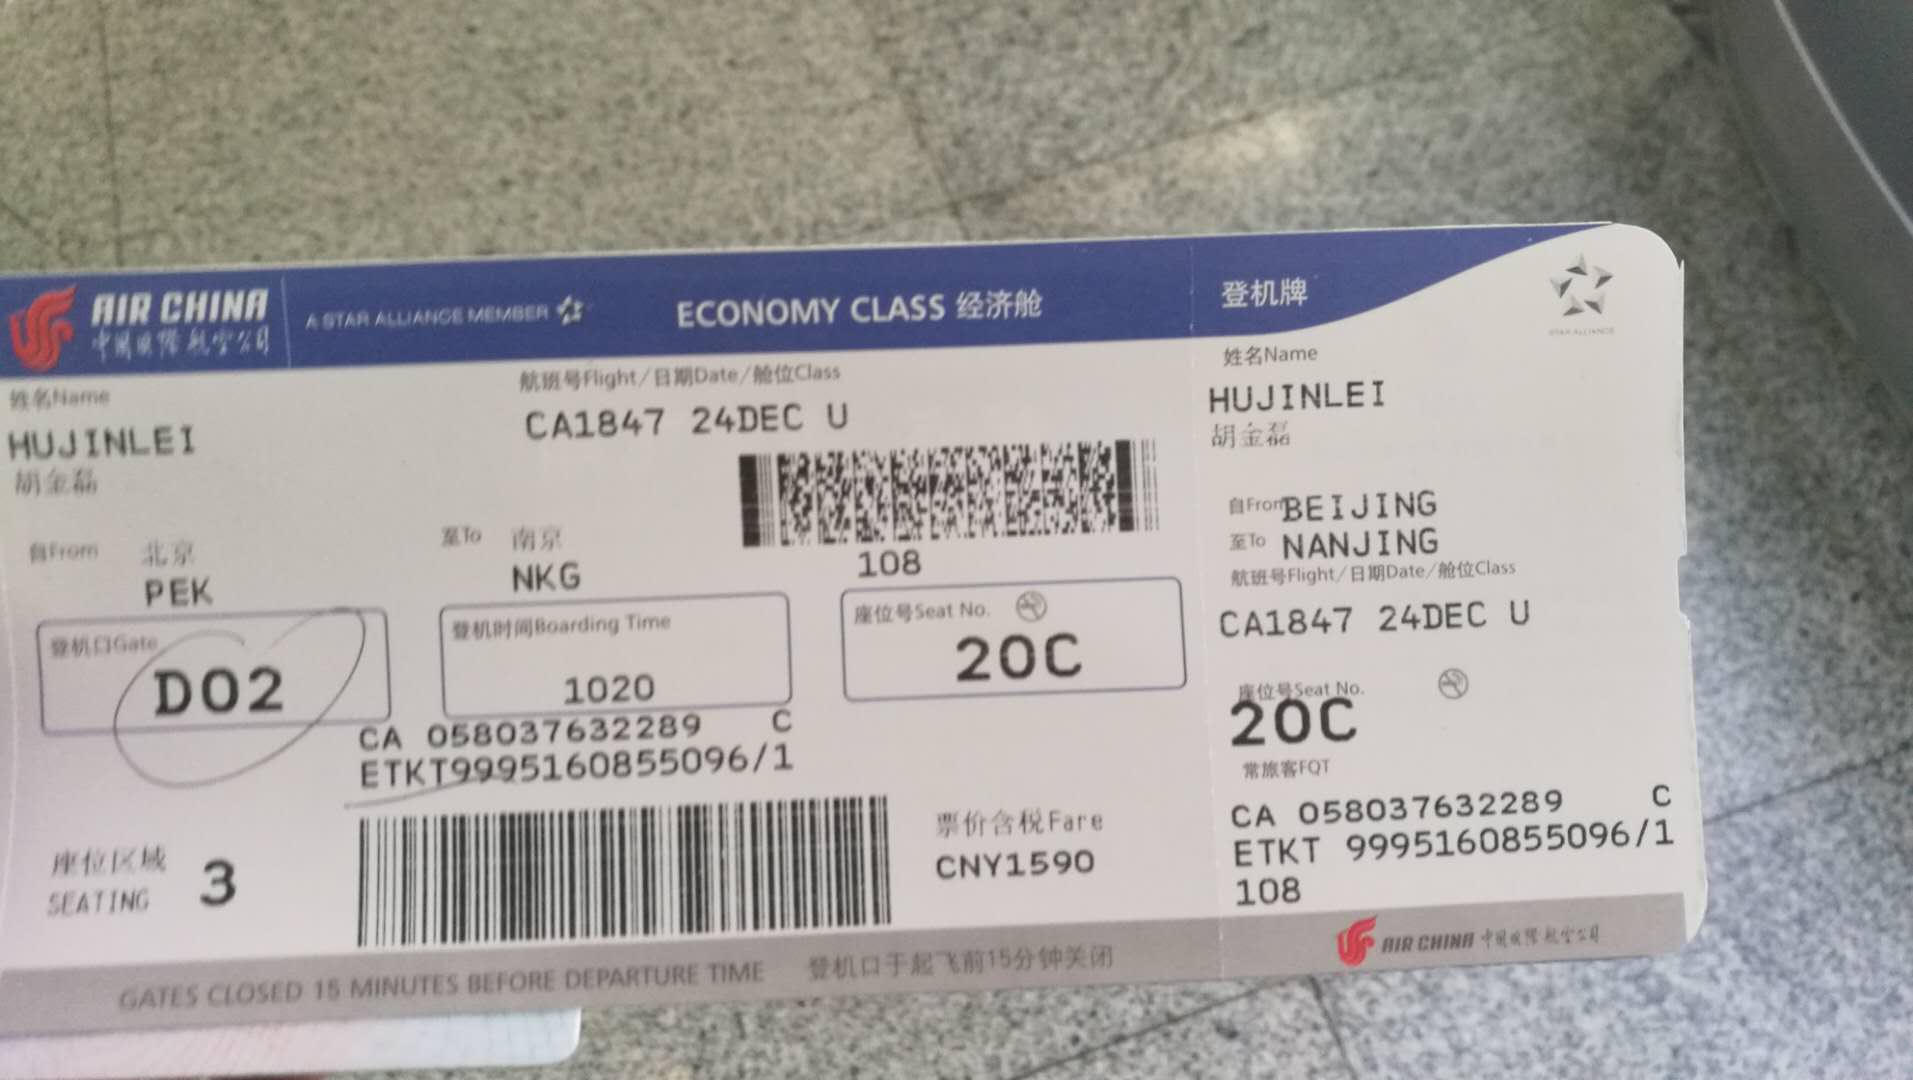 AIR CHINA
中国国际航空公司
A STAR ALLIANCE MEMBER
ECONOMY CLASS 经济舱
姓名Name
HUJINLEI
胡金磊
航班号Flight/日期Date/舱位Class
CA1847 24DEC U
自From 北京
PEK
至To 南京
NKG
108
登机口Gate
D02
登机时间Boarding Time
1020
座位号Seat No.
20C
CA 058037632289 C
ETKT9995160855096/1
座位区域
SEATING 3
票价含税Fare
CNY1590
GATES CLOSED 15 MINUTES BEFORE DEPARTURE TIME 登机口于起飞前15分钟关闭
登机牌
STAR ALLIANCE
姓名Name
HUJINLEI
胡金磊
自From BEIJING
至To NANJING
航班号Flight/日期Date/舱位Class
CA1847 24DEC U
座位号Seat No.
20C
常旅客FQT
CA 058037632289 C
ETKT 9995160855096/1
108
AIR CHINA 中国国际航空公司